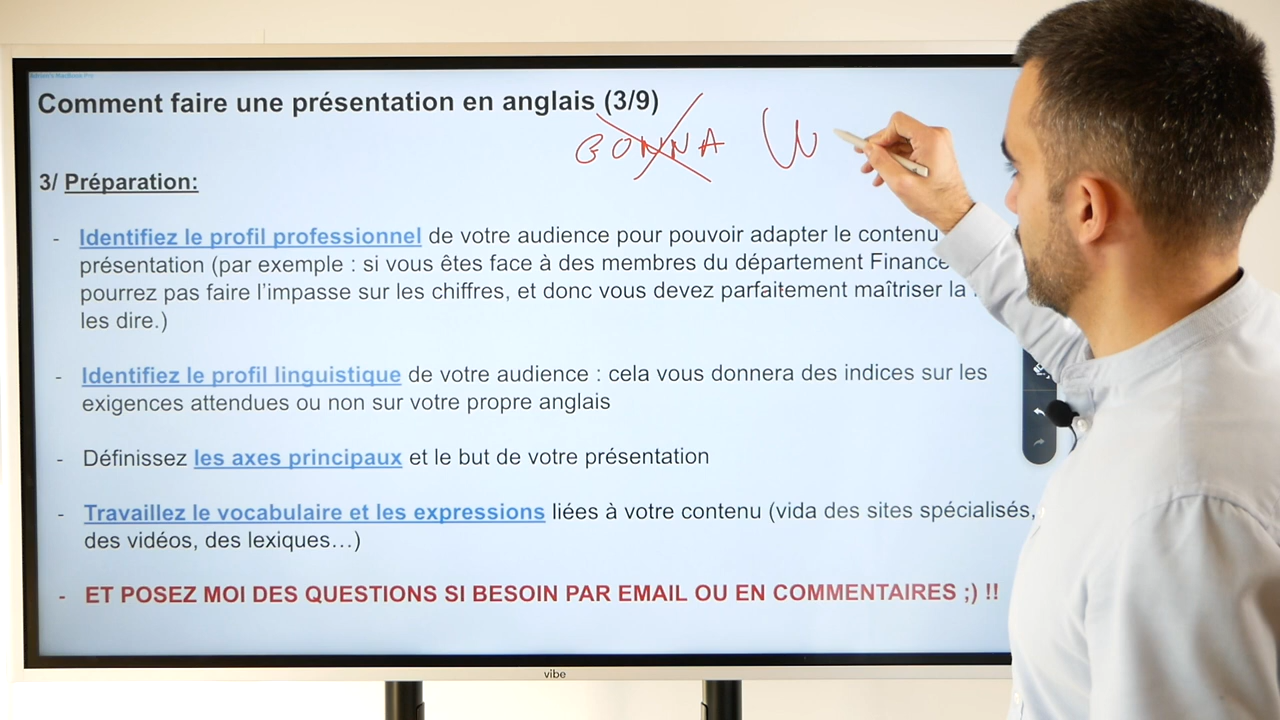 Adrien's MacBook Pro
Comment faire une présentation en anglais (3/9)
GONNA W
3/ Préparation:
- Identifiez le profil professionnel de votre audience pour pouvoir adapter le contenu
présentation (par exemple : si vous êtes face à des membres du département Finance
pourrez pas faire l'impasse sur les chiffres, et donc vous devez parfaitement maîtriser la
les dire.)
- Identifiez le profil linguistique de votre audience : cela vous donnera des indices sur les
exigences attendues ou non sur votre propre anglais
- Définissez les axes principaux et le but de votre présentation
- Travaillez le vocabulaire et les expressions liées à votre contenu (vida des sites spécialisés,
des vidéos, des lexiques…)
- ET POSEZ MOI DES QUESTIONS SI BESOIN PAR EMAIL OU EN COMMENTAIRES ;) !!
vibe